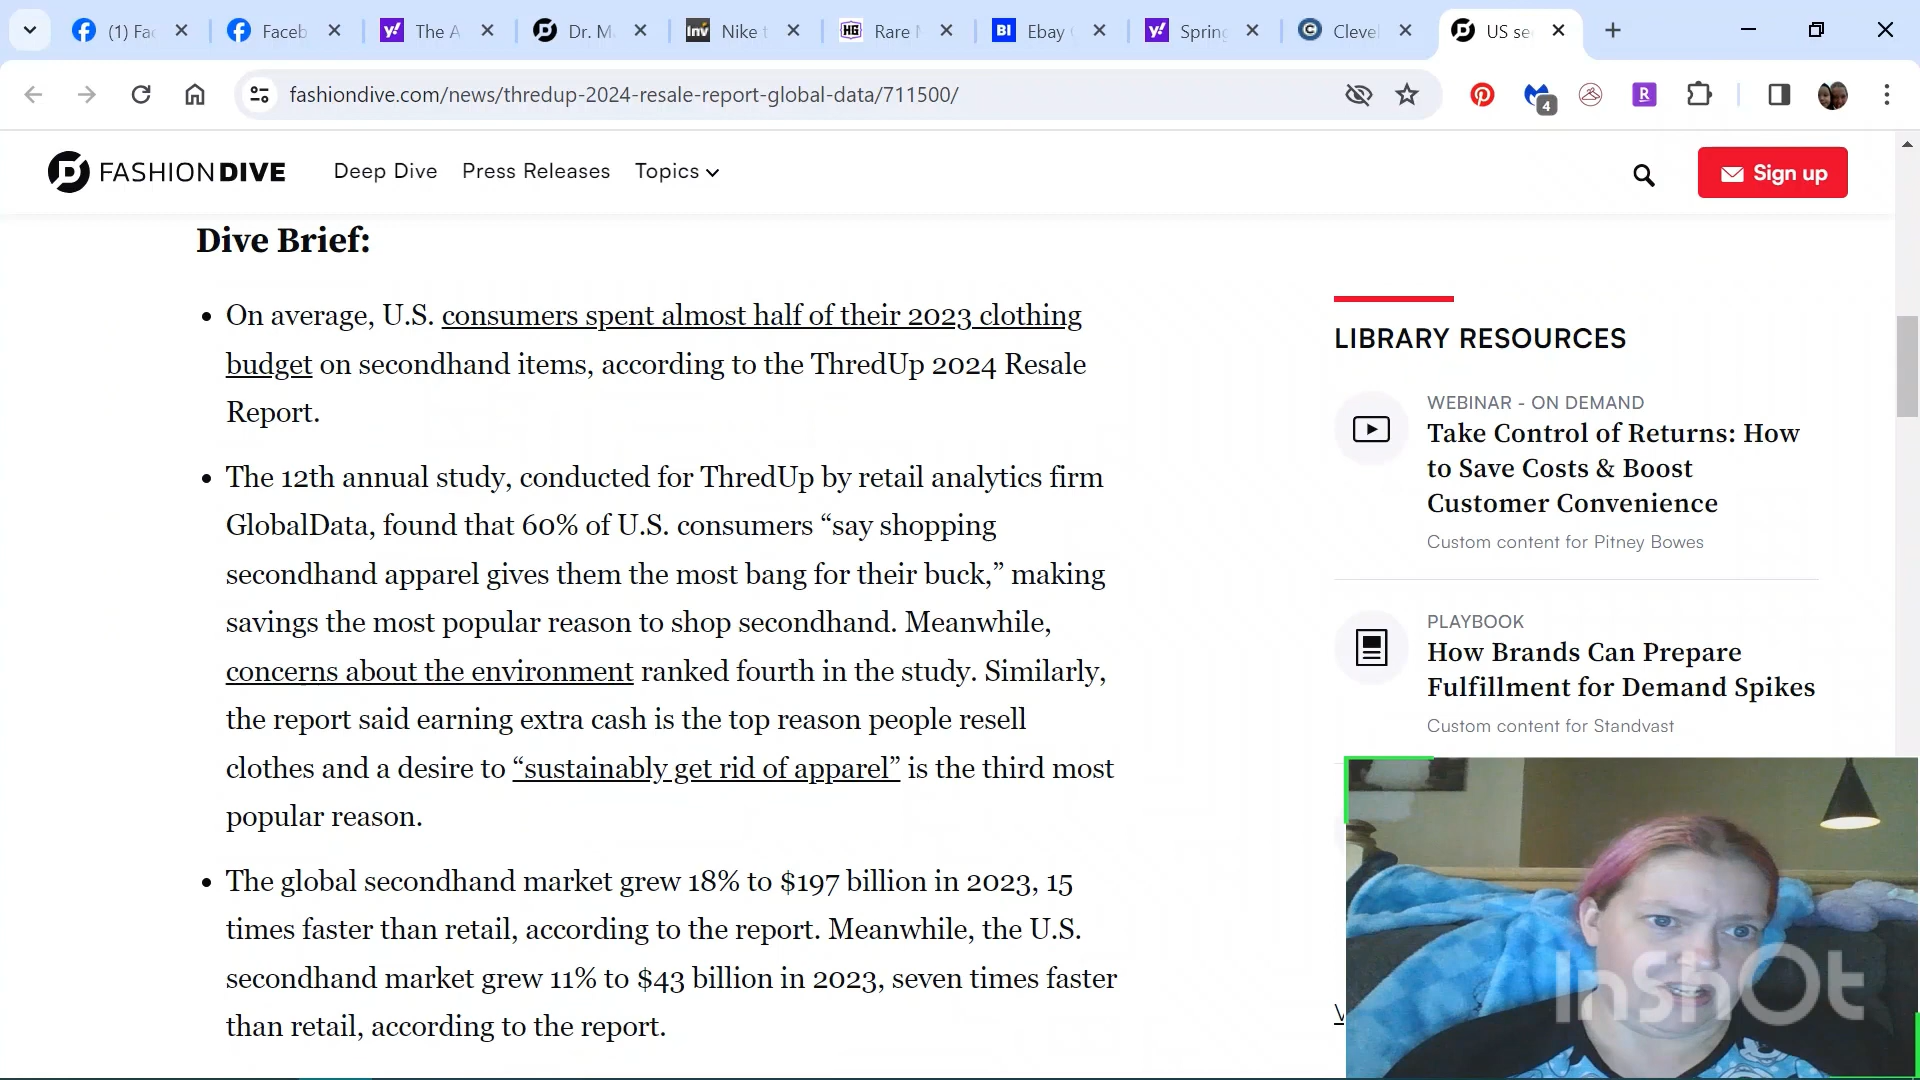 (1) Fac
Faceb
The A
Dr. M
Nike t
Rare
Ebay
Spring
Clevel
US se
fashiondive.com/news/thredup-2024-resale-report-global-data/711500/
4
FASHIONDIVE
Deep Dive
Press Releases
Topics
Sign up
Dive Brief:
• On average, U.S. consumers spent almost half of their 2023 clothing
budget on secondhand items, according to the ThredUp 2024 Resale
Report.
• The 12th annual study, conducted for ThredUp by retail analytics firm
GlobalData, found that 60% of U.S. consumers “say shopping
secondhand apparel gives them the most bang for their buck,” making
savings the most popular reason to shop secondhand. Meanwhile,
concerns about the environment ranked fourth in the study. Similarly,
the report said earning extra cash is the top reason people resell
clothes and a desire to “sustainably get rid of apparel” is the third most
popular reason.
• The global secondhand market grew 18% to $197 billion in 2023, 15
times faster than retail, according to the report. Meanwhile, the U.S.
secondhand market grew 11% to $43 billion in 2023, seven times faster
than retail, according to the report.
LIBRARY RESOURCES
WEBINAR - ON DEMAND
Take Control of Returns: How
to Save Costs & Boost
Customer Convenience
Custom content for Pitney Bowes
PLAYBOOK
How Brands Can Prepare
Fulfillment for Demand Spikes
Custom content for Standvast
InShOt